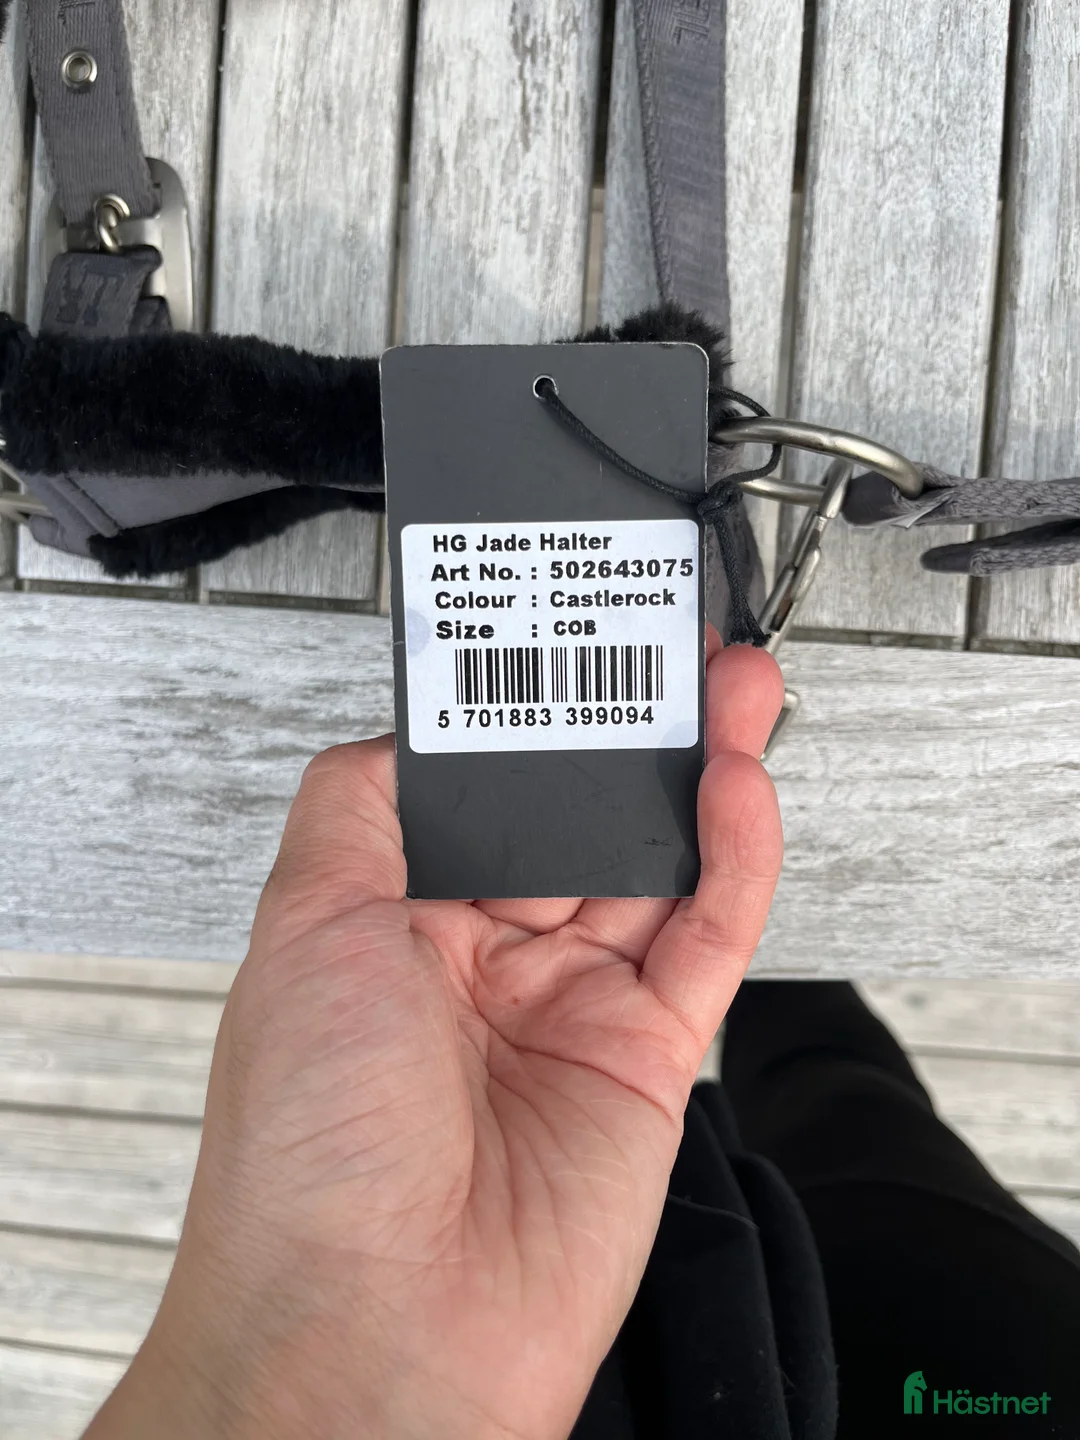 HG Jade Halter
Art No. : 502643075
Colour : Castlerock
Size : COB
5 701883 399094
Hästnet